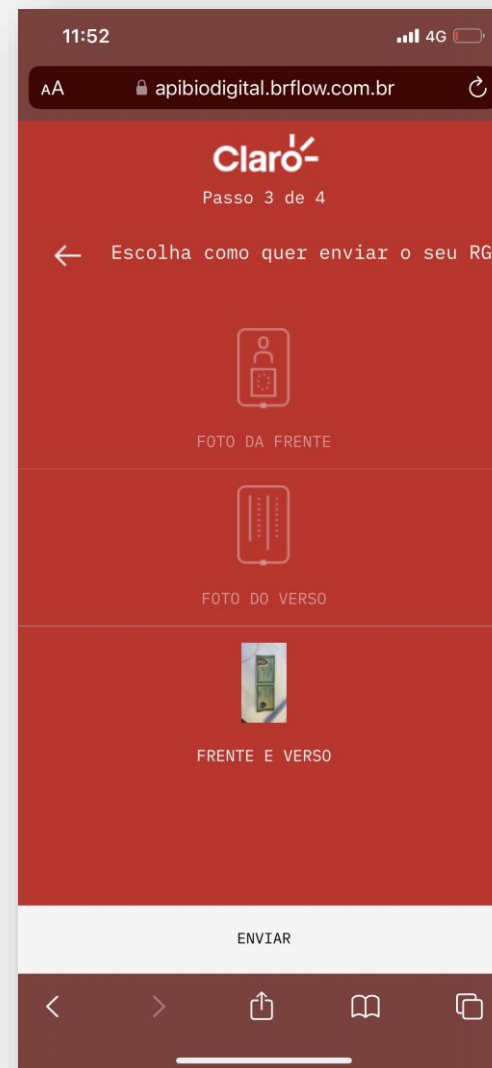 11:52
4G
AA apibiodigital.brflow.com.br
Claro
Passo 3 de 4
Escolha como quer enviar o seu RG
FOTO DA FRENTE
FOTO DO VERSO
FRENTE E VERSO
ENVIAR